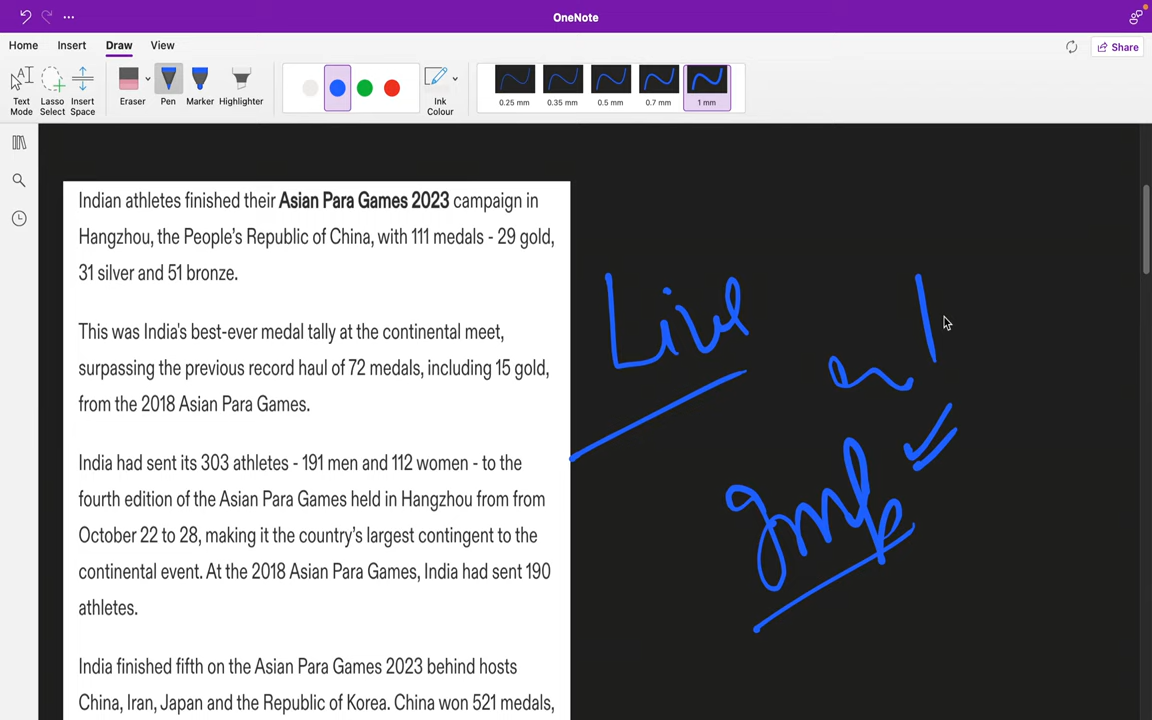 OneNote
Home Insert Draw View
Share
Text Mode
Lasso Select
Insert Space
Eraser
Pen
Marker
Highlighter
Ink Colour
0.25 mm
0.35 mm
0.5 mm
0.7 mm
1 mm
Indian athletes finished their Asian Para Games 2023 campaign in
Hangzhou, the People's Republic of China, with 111 medals - 29 gold,
31 silver and 51 bronze.
This was India's best-ever medal tally at the continental meet,
surpassing the previous record haul of 72 medals, including 15 gold,
from the 2018 Asian Para Games.
India had sent its 303 athletes - 191 men and 112 women - to the
fourth edition of the Asian Para Games held in Hangzhou from from
October 22 to 28, making it the country's largest contingent to the
continental event. At the 2018 Asian Para Games, India had sent 190
athletes.
India finished fifth on the Asian Para Games 2023 behind hosts
China, Iran, Japan and the Republic of Korea. China won 521 medals,
Live
Imp